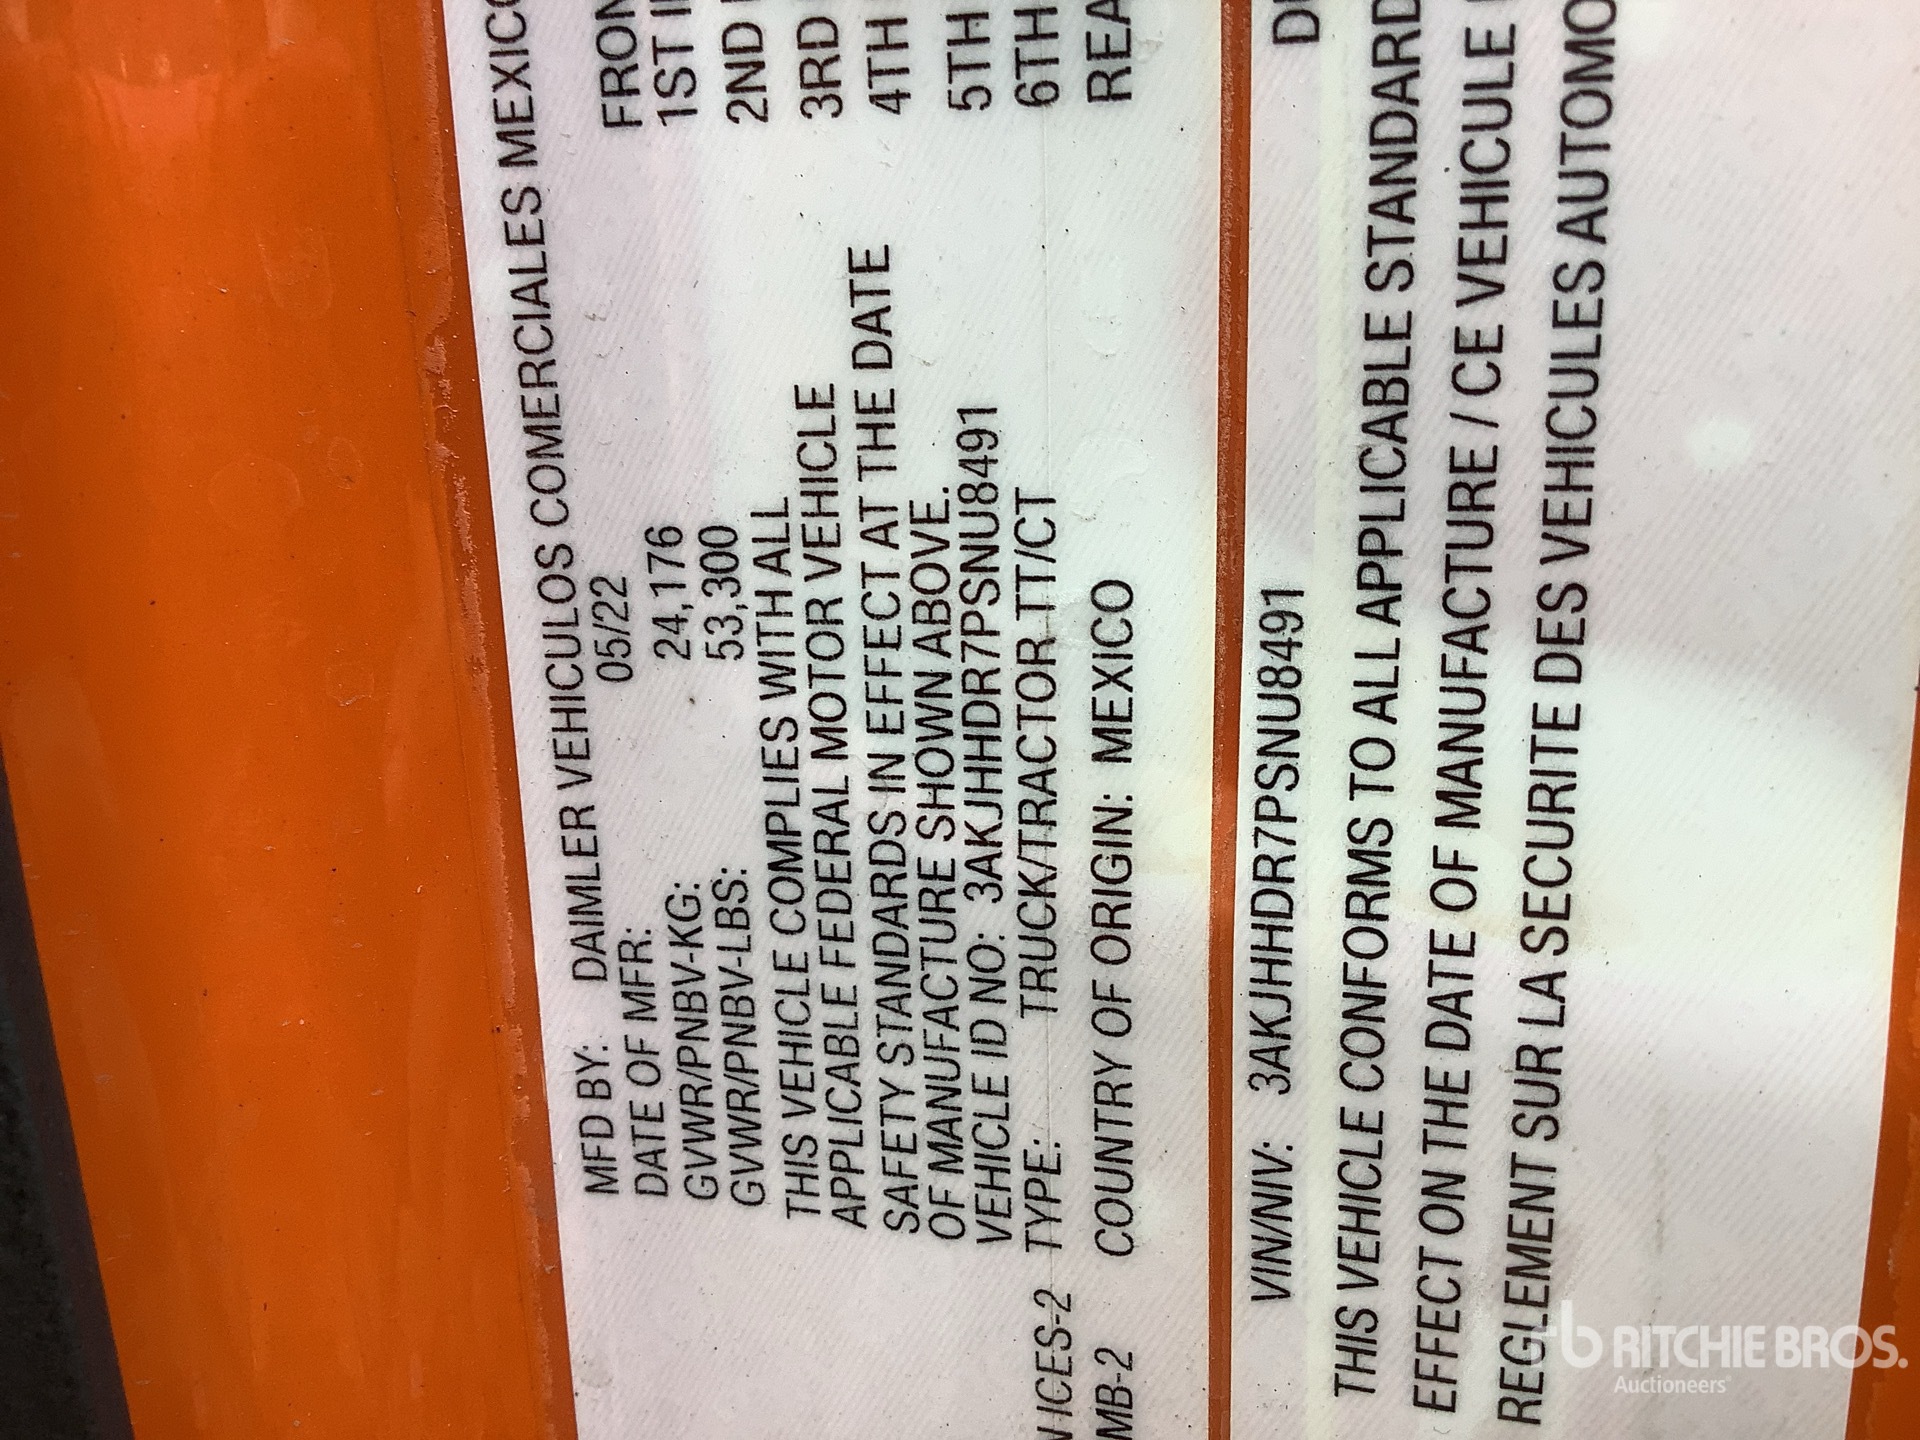 MFD BY: DAIMLER VEHICULOS COMERCIALES MEXICO
DATE OF MFR: 05/22
GVWR/PNBV-KG: 24,176
GVWR/PNBV-LBS: 53,300
THIS VEHICLE COMPLIES WITH ALL
APPLICABLE FEDERAL MOTOR VEHICLE
SAFETY STANDARDS IN EFFECT AT THE DATE
OF MANUFACTURE SHOWN ABOVE.
VEHICLE ID NO: 3AKJHHDR7PSNU8491
TYPE: TRUCK/TRACTOR TT/CT
COUNTRY OF ORIGIN: MEXICO
ICES-2
MB-2
FRON
1ST
2ND
3RD
4TH
5TH
6TH
REA
VIN/NIV: 3AKJHHDR7PSNU8491
THIS VEHICLE CONFORMS TO ALL APPLICABLE STANDARD
EFFECT ON THE DATE OF MANUFACTURE / CE VEHICULE
REGLEMENT SUR LA SECURITE DES VEHICULES AUTOMO
rb RITCHIE BROS.
Auctioneers